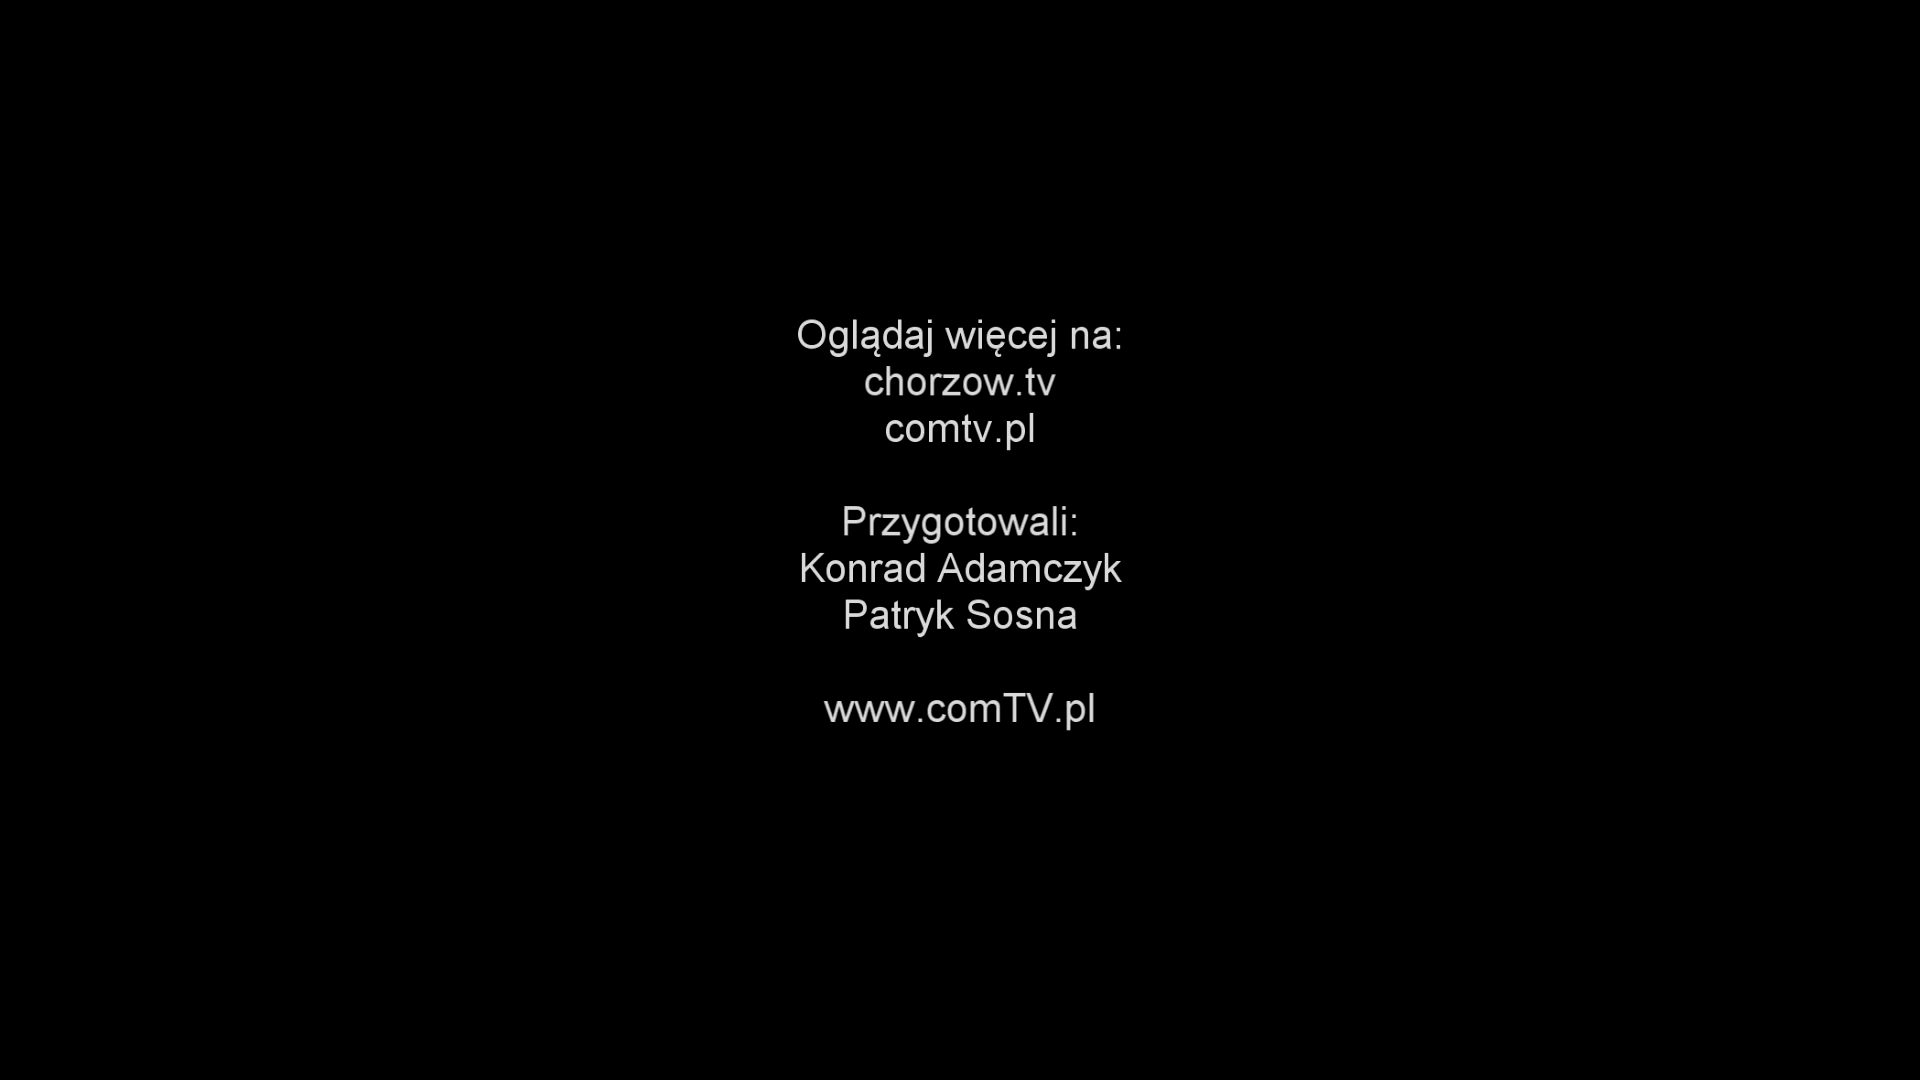 Oglądaj więcej na:
chorzow.tv
comtv.pl
Przygotowali:
Konrad Adamczyk
Patryk Sosna
www.comTV.pl